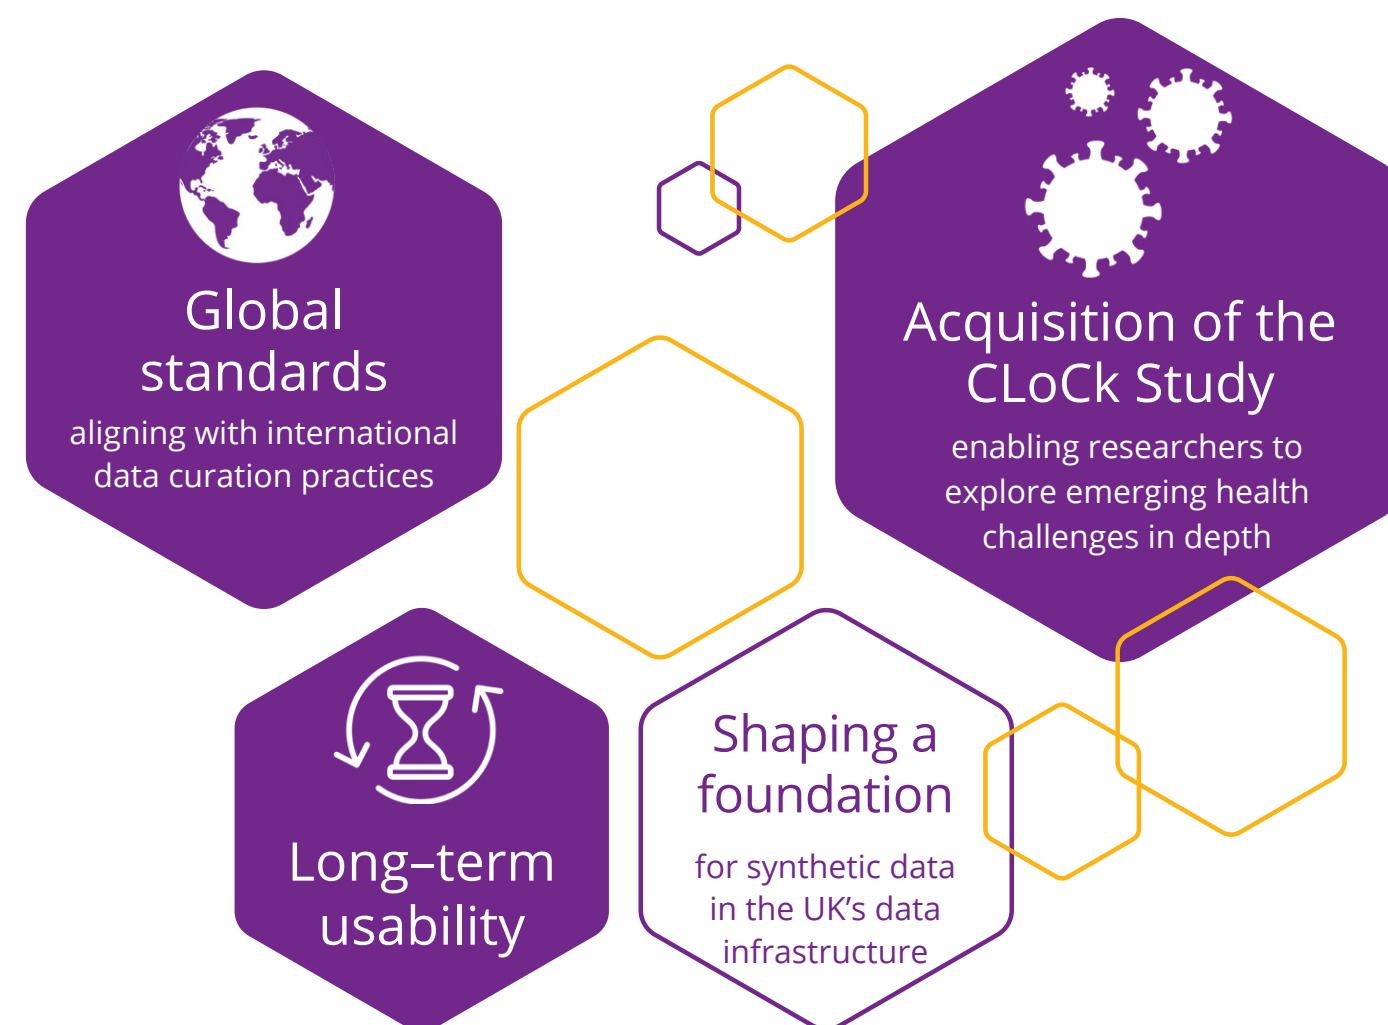 Global
standards
aligning with international
data curation practices
Acquisition of the
CLoCk Study
enabling researchers to
explore emerging health
challenges in depth
Long–term
usability
Shaping a
foundation
for synthetic data
in the UK’s data
infrastructure